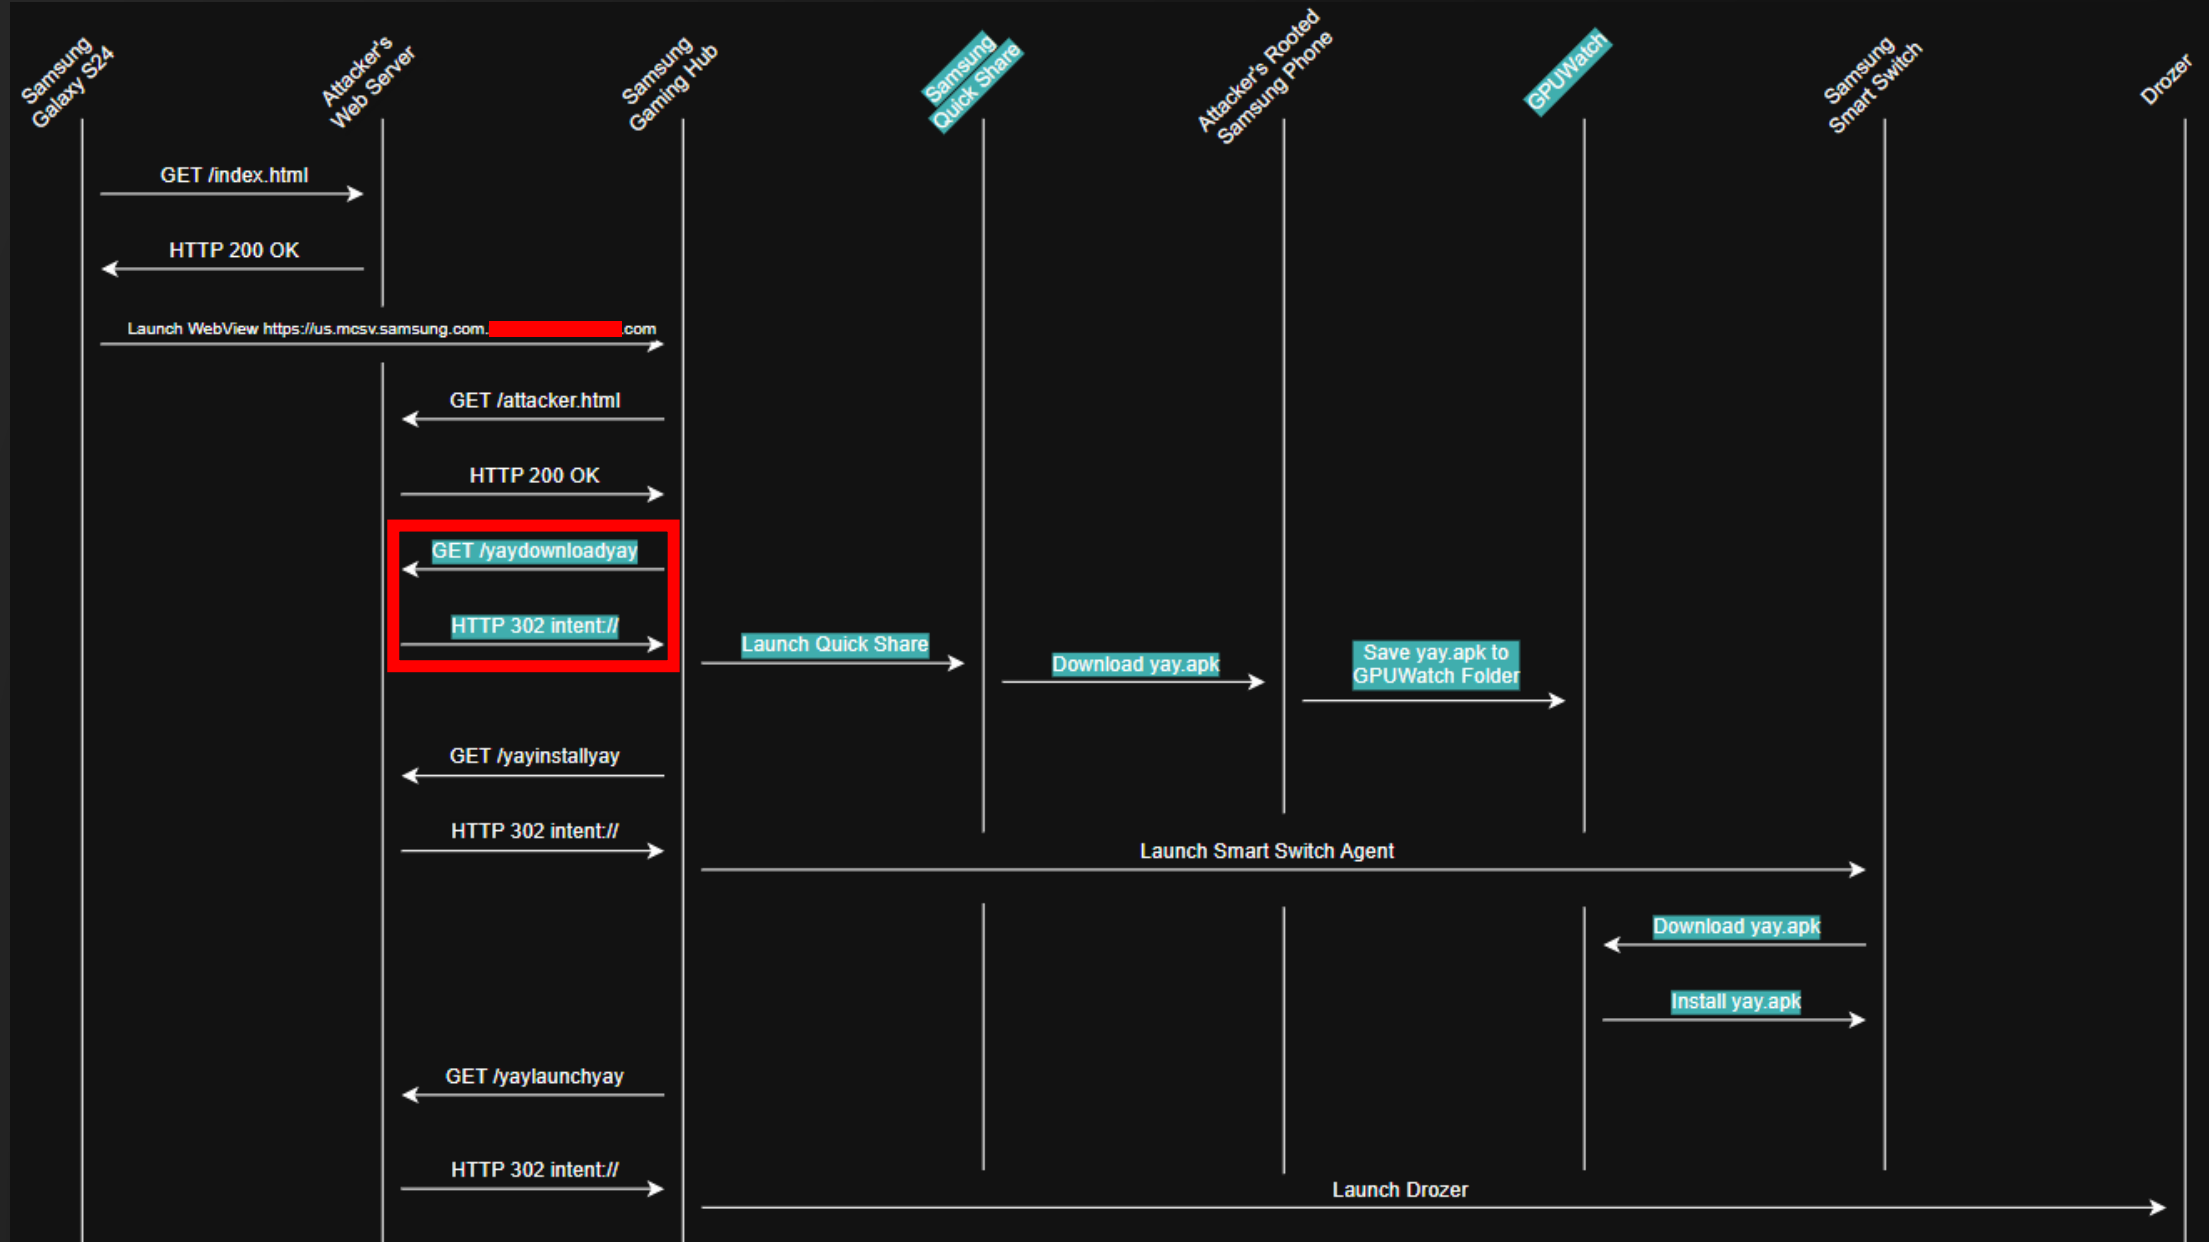 Samsung
Galaxy S24
Attacker's
Web Server
Samsung
Gaming Hub
Samsung
Quick Share
Attacker's Rooted
Samsung Phone
GPUWatch
Samsung
Smart Switch
Drozer
GET /index.html
HTTP 200 OK
Launch WebView https://us.mcsv.samsung.com. .com
GET /attacker.html
HTTP 200 OK
GET /yaydownloadyay
HTTP 302 intent://
Launch Quick Share
Download yay.apk
Save yay.apk to
GPUWatch Folder
GET /yayinstallyay
HTTP 302 intent://
Launch Smart Switch Agent
Download yay.apk
Install yay.apk
GET /yaylaunchyay
HTTP 302 intent://
Launch Drozer